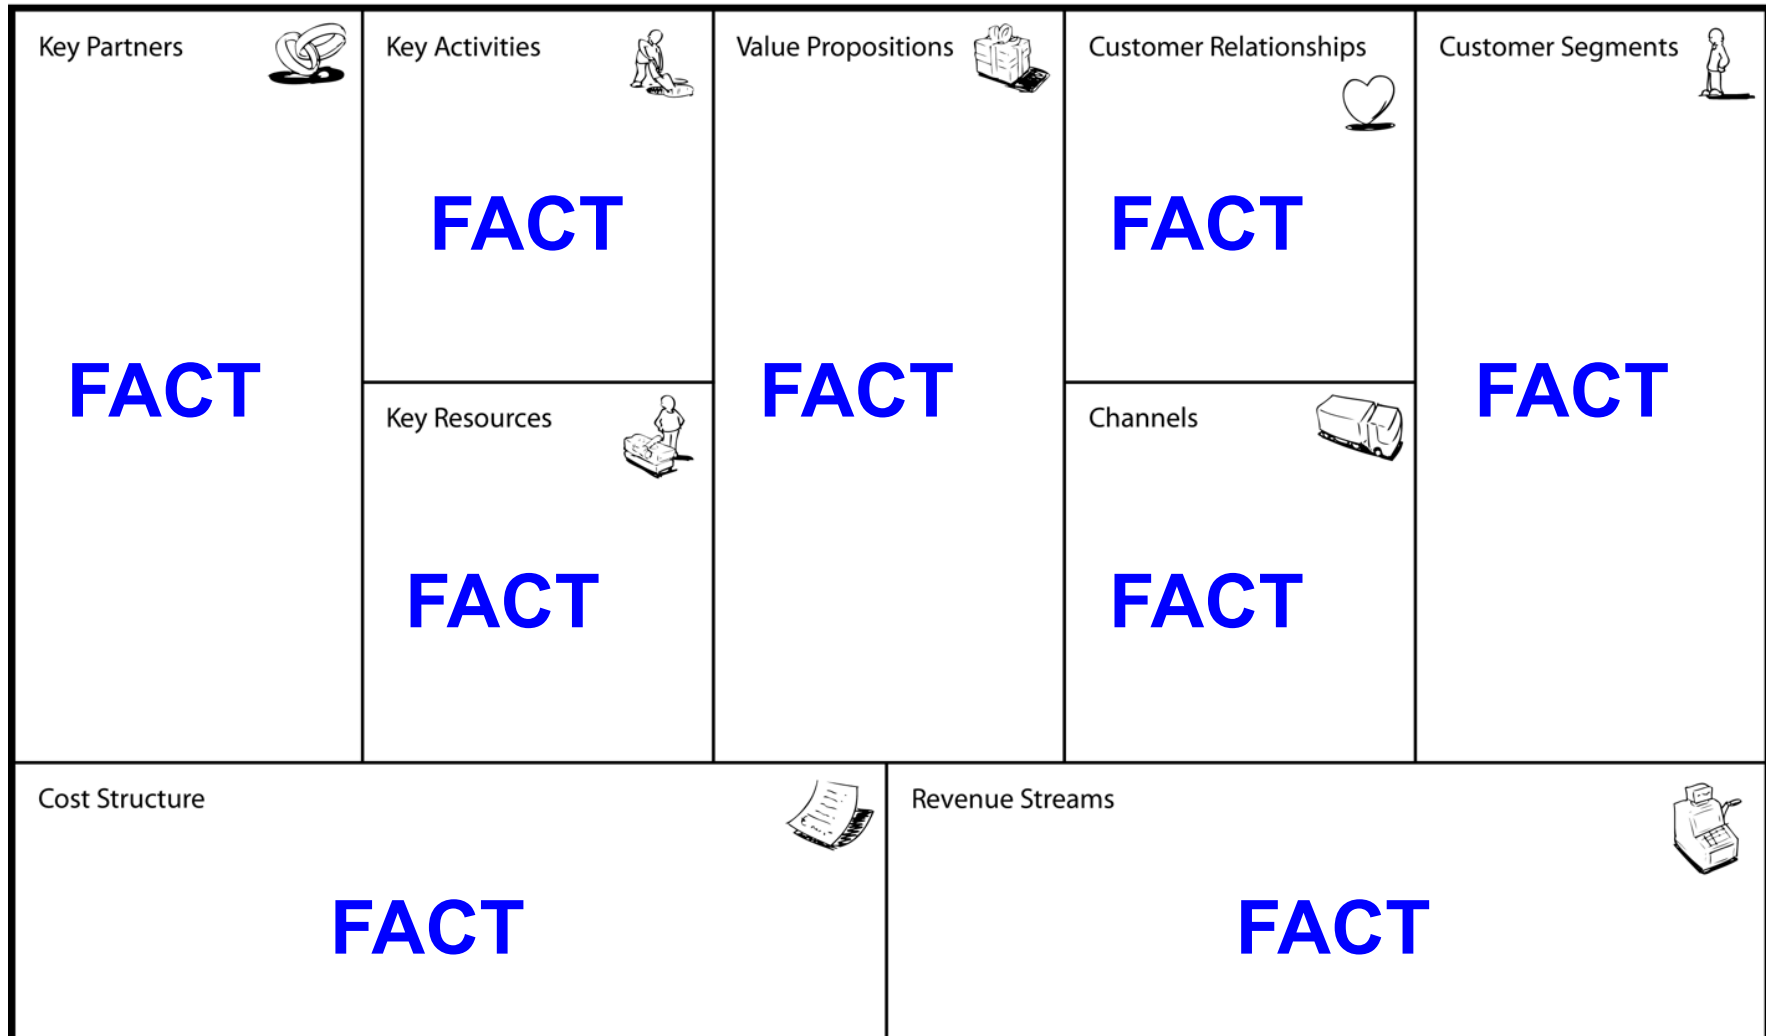 Key Partners
FACT
Key Activities
FACT
Key Resources
FACT
Value Propositions
FACT
Customer Relationships
FACT
Channels
FACT
Customer Segments
FACT
Cost Structure
FACT
Revenue Streams
FACT